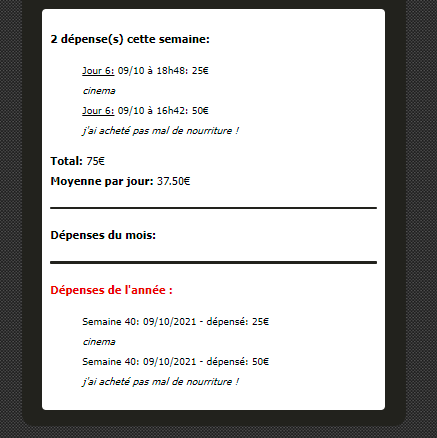 2 dépense(s) cette semaine:
Jour 6: 09/10 à 18h48: 25€
cinema
Jour 6: 09/10 à 16h42: 50€
j'ai acheté pas mal de nourriture !
Total: 75€
Moyenne par jour: 37.50€
Dépenses du mois:
Dépenses de l'année :
Semaine 40: 09/10/2021 - dépensé: 25€
cinema
Semaine 40: 09/10/2021 - dépensé: 50€
j'ai acheté pas mal de nourriture !